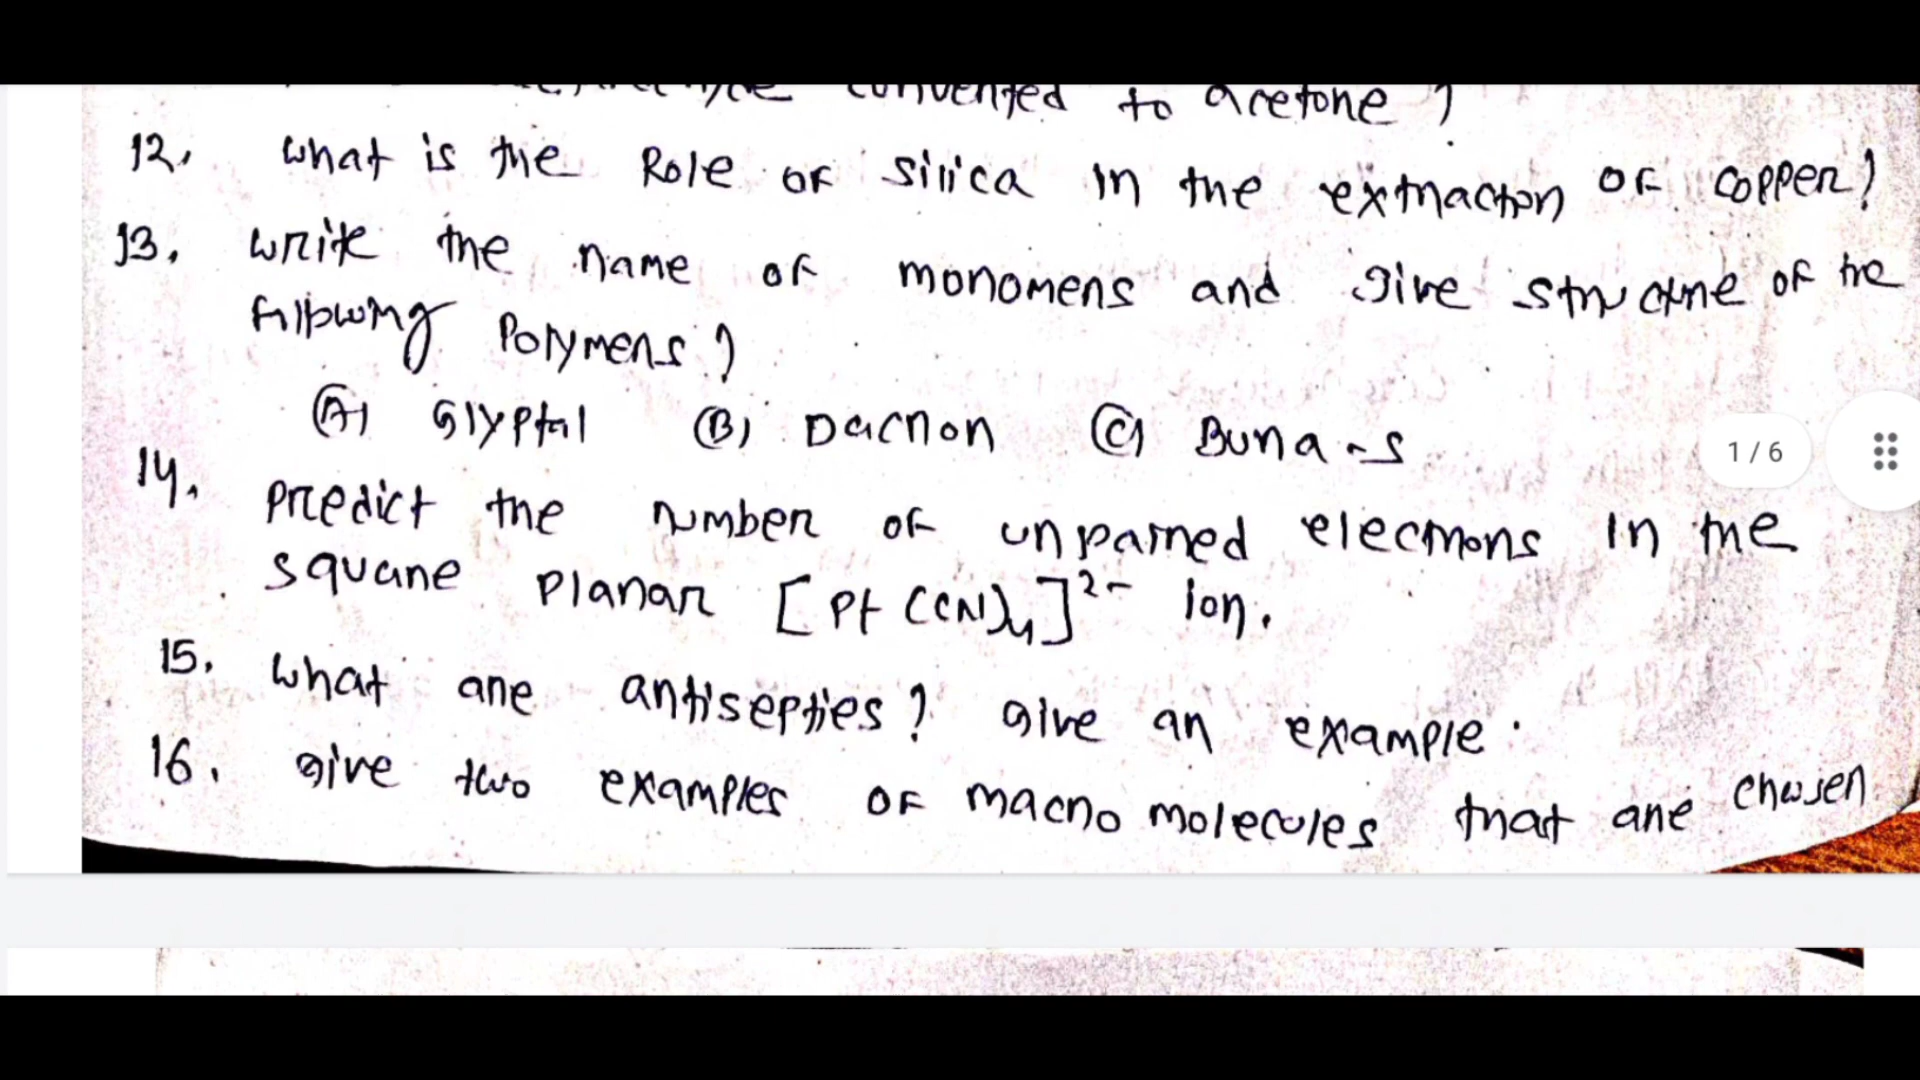 converted to acetone ?
12. what is the Role of silica in the extraction of copper?
13. write the name of monomers and give structure of the
following Polymers?
(A) Glyptal (B) Dacron (C) Buna-s
1 / 6
14. predict the number of unpaired electrons in the
square planar [Pt (CN)4]2- ion.
15. what are antiseptics? give an example.
16. give two examples of macro molecules that are chosen